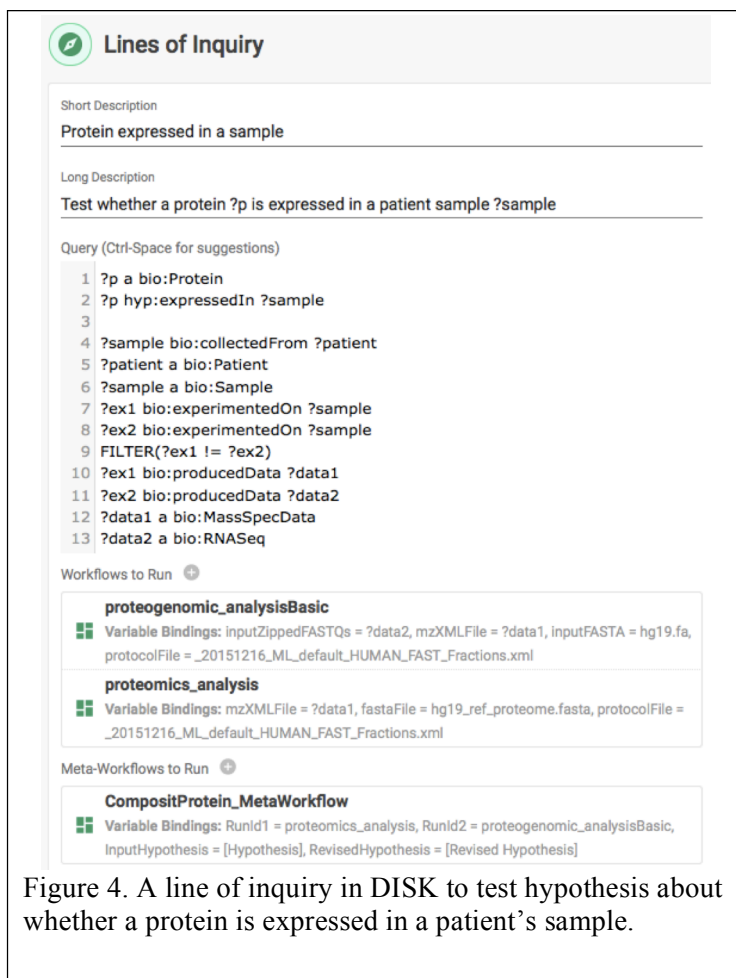 Lines of Inquiry
Short Description
Protein expressed in a sample
Long Description
Test whether a protein ?p is expressed in a patient sample ?sample
Query (Ctrl-Space for suggestions)
1 ?p a bio:Protein
2 ?p hyp:expressedIn ?sample
3
4 ?sample bio:collectedFrom ?patient
5 ?patient a bio:Patient
6 ?sample a bio:Sample
7 ?ex1 bio:experimentedOn ?sample
8 ?ex2 bio:experimentedOn ?sample
9 FILTER(?ex1 != ?ex2)
10 ?ex1 bio:producedData ?data1
11 ?ex2 bio:producedData ?data2
12 ?data1 a bio:MassSpecData
13 ?data2 a bio:RNASeq
Workflows to Run
proteogenomic_analysisBasic
Variable Bindings: inputZippedFASTQs = ?data2, mzXMLFile = ?data1, inputFASTA = hg19.fa,
protocolFile = _20151216_ML_default_HUMAN_FAST_Fractions.xml
proteomics_analysis
Variable Bindings: mzXMLFile = ?data1, fastaFile = hg19_ref_proteome.fasta, protocolFile =
_20151216_ML_default_HUMAN_FAST_Fractions.xml
Meta-Workflows to Run
CompositProtein_MetaWorkflow
Variable Bindings: RunId1 = proteomics_analysis, RunId2 = proteogenomic_analysisBasic,
InputHypothesis = [Hypothesis], RevisedHypothesis = [Revised Hypothesis]
Figure 4. A line of inquiry in DISK to test hypothesis about
whether a protein is expressed in a patient’s sample.